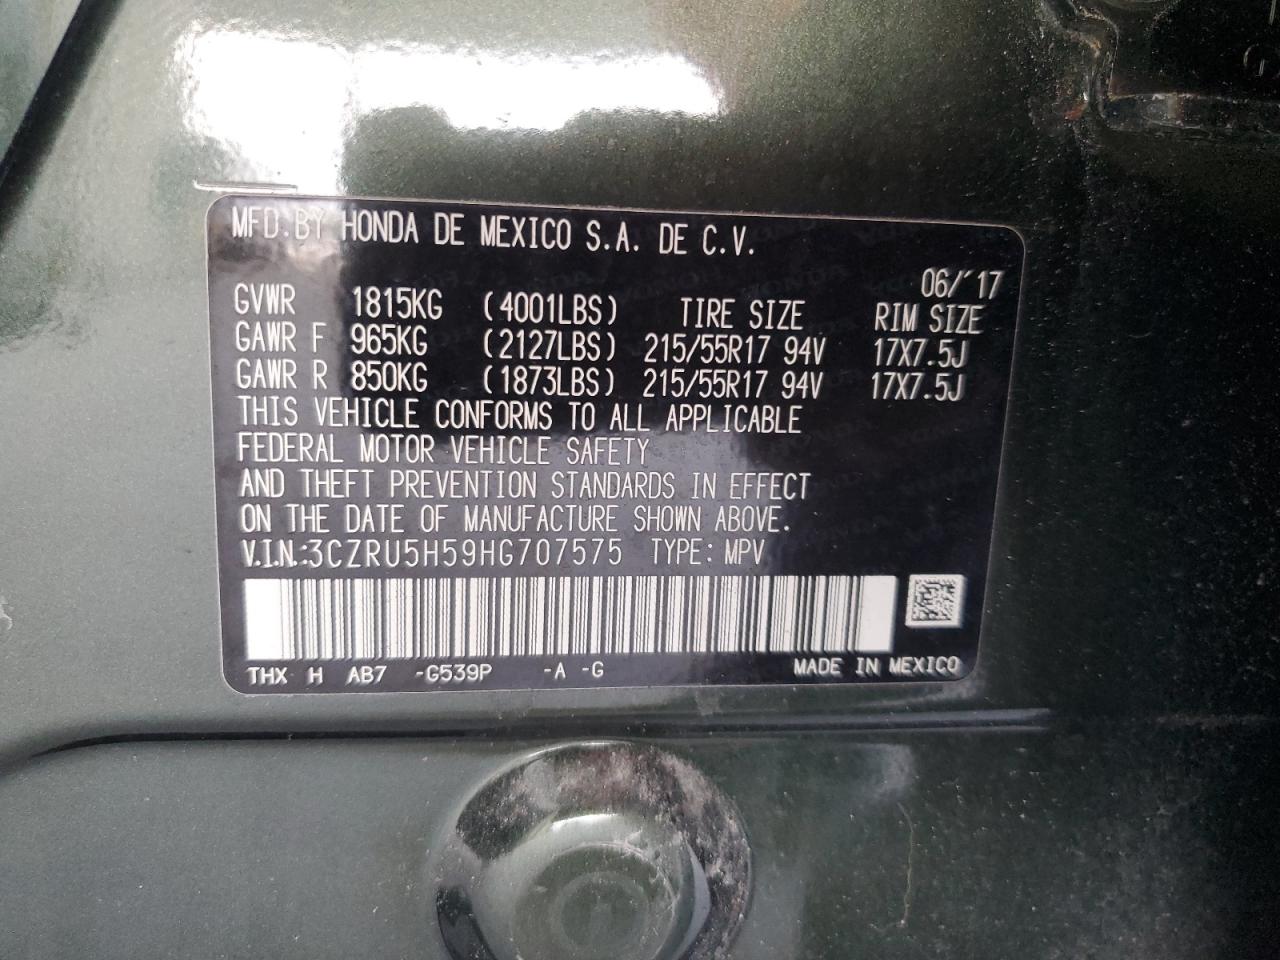 MFD. BY HONDA DE MEXICO S.A. DE C.V.
06/'17
GVWR 1815KG (4001LBS) TIRE SIZE RIM SIZE
GAWR F 965KG (2127LBS) 215/55R17 94V 17X7.5J
GAWR R 850KG (1873LBS) 215/55R17 94V 17X7.5J
THIS VEHICLE CONFORMS TO ALL APPLICABLE
FEDERAL MOTOR VEHICLE SAFETY
AND THEFT PREVENTION STANDARDS IN EFFECT
ON THE DATE OF MANUFACTURE SHOWN ABOVE.
V.I.N.:3CZRU5H59HG707575 TYPE: MPV
THX H AB7 -G539P -A -G MADE IN MEXICO